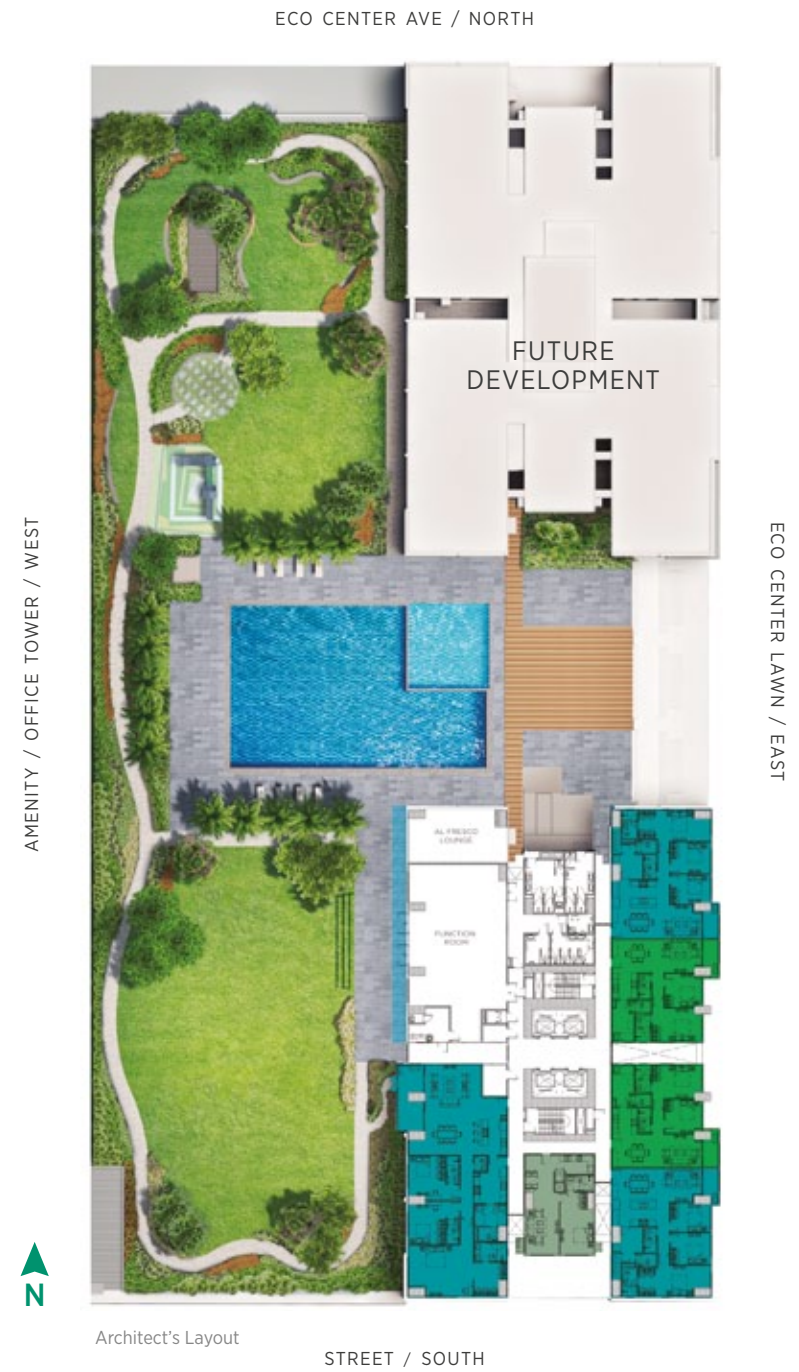 ECO CENTER AVE / NORTH
FUTURE
DEVELOPMENT
AMENITY / OFFICE TOWER / WEST
ECO CENTER LAWN / EAST
AL FRESCO
LOUNGE
FUNCTION
ROOM
N
Architect's Layout
STREET / SOUTH